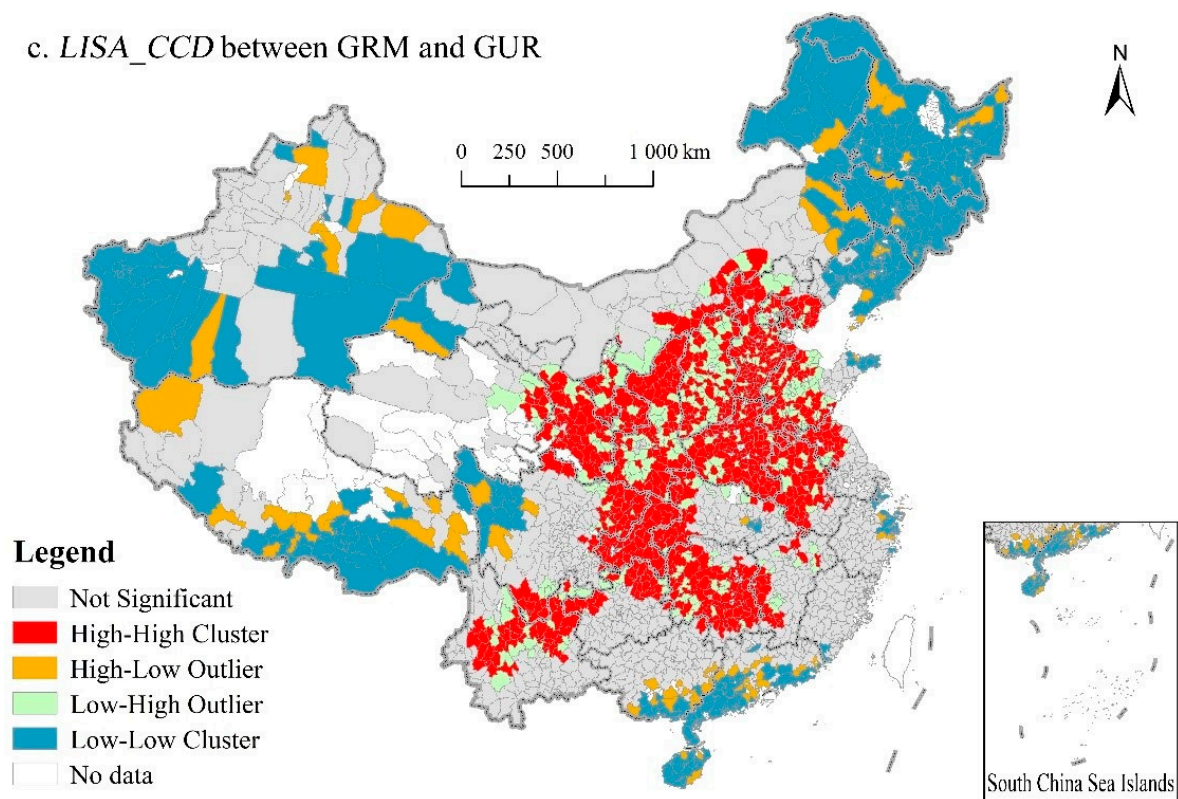 c. LISA_CCD between GRM and GUR
N
0 250 500 1 000 km
Legend
Not Significant
High-High Cluster
High-Low Outlier
Low-High Outlier
Low-Low Cluster
No data
South China Sea Islands